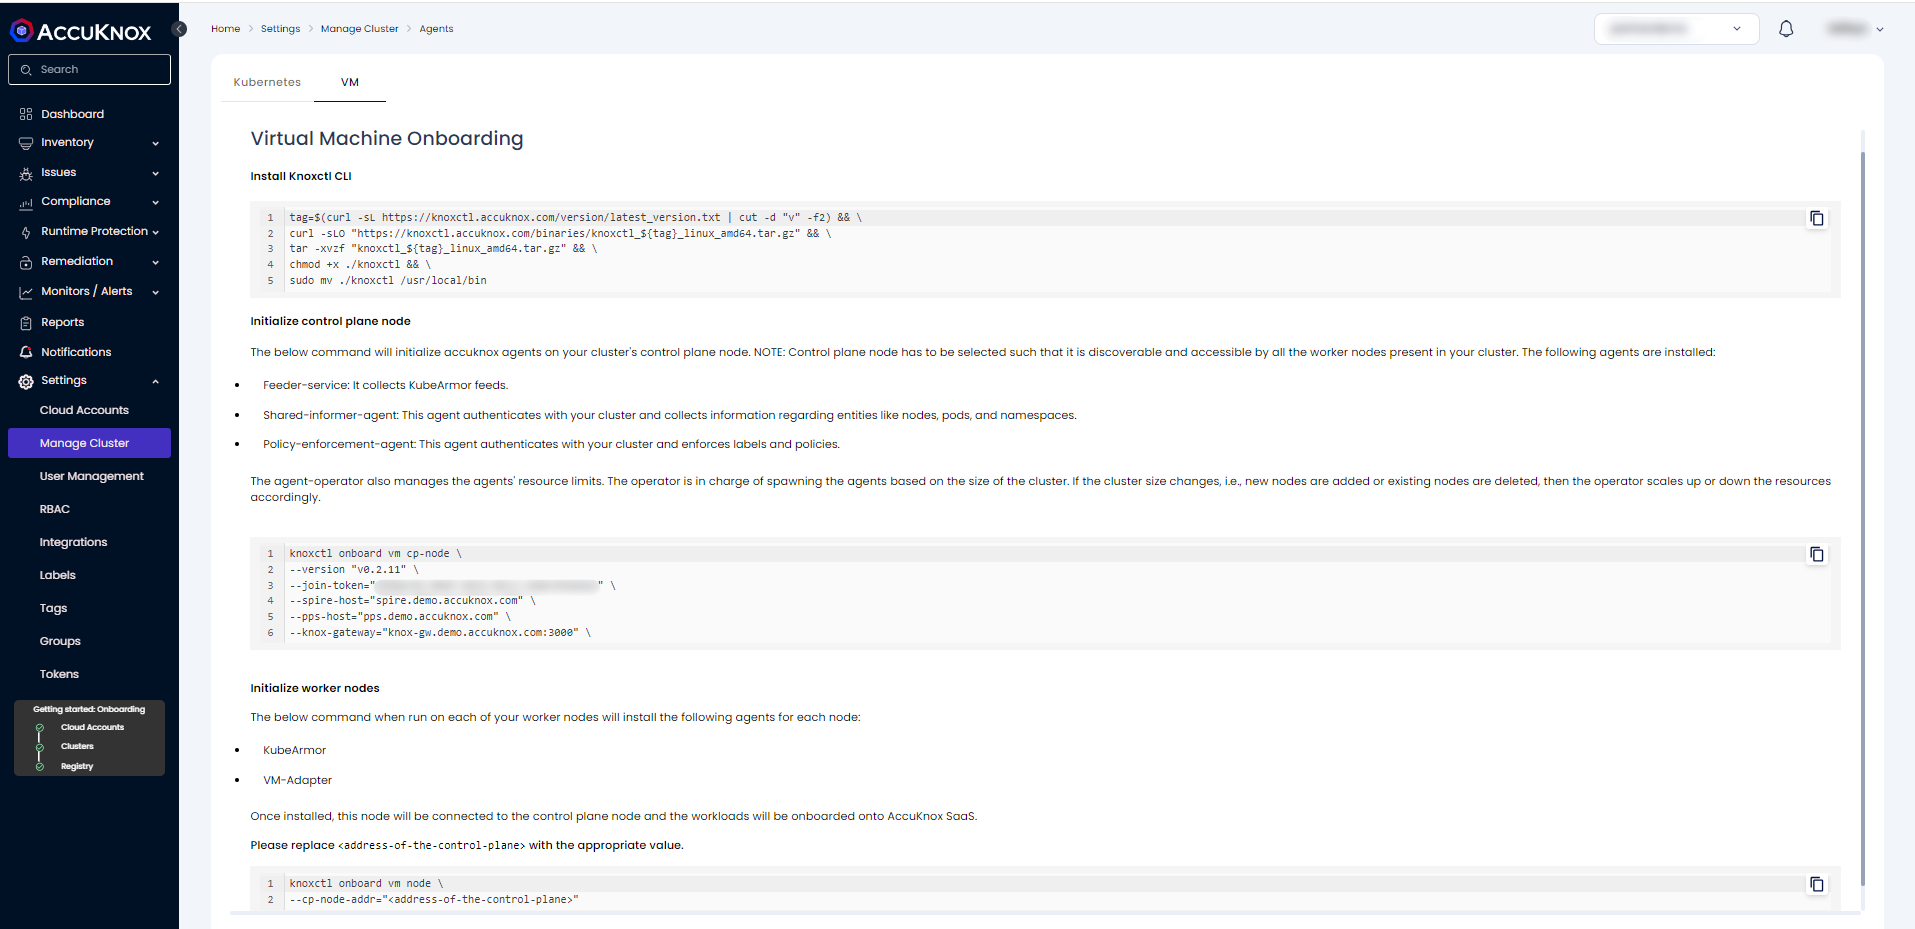 ACCUKNOX
Search
Dashboard
Inventory
Issues
Compliance
Runtime Protection
Remediation
Monitors / Alerts
Reports
Notifications
Settings
Cloud Accounts
Manage Cluster
User Management
RBAC
Integrations
Labels
Tags
Groups
Tokens
Getting started: Onboarding
Cloud Accounts
Clusters
Registry
Home > Settings > Manage Cluster > Agents
Kubernetes VM
Virtual Machine Onboarding
Install Knoxctl CLI
1 tag=$(curl -sL https://knoxctl.accuknox.com/version/latest_version.txt | cut -d "v" -f2) && \
2 curl -sLO "https://knoxctl.accuknox.com/binaries/knoxctl_${tag}_linux_amd64.tar.gz" && \
3 tar -xvzf "knoxctl_${tag}_linux_amd64.tar.gz" && \
4 chmod +x ./knoxctl && \
5 sudo mv ./knoxctl /usr/local/bin
Initialize control plane node
The below command will initialize accuknox agents on your cluster's control plane node. NOTE: Control plane node has to be selected such that it is discoverable and accessible by all the worker nodes present in your cluster. The following agents are installed:
• Feeder-service: It collects KubeArmor feeds.
• Shared-informer-agent: This agent authenticates with your cluster and collects information regarding entities like nodes, pods, and namespaces.
• Policy-enforcement-agent: This agent authenticates with your cluster and enforces labels and policies.
The agent-operator also manages the agents' resource limits. The operator is in charge of spawning the agents based on the size of the cluster. If the cluster size changes, i.e., new nodes are added or existing nodes are deleted, then the operator scales up or down the resources
accordingly.
1 knoxctl onboard vm cp-node \
2 --version "v0.2.11" \
3 --join-token=" " \
4 --spire-host="spire.demo.accuknox.com" \
5 --pps-host="pps.demo.accuknox.com" \
6 --knox-gateway="knox-gw.demo.accuknox.com:3000" \
Initialize worker nodes
The below command when run on each of your worker nodes will install the following agents for each node:
• KubeArmor
• VM-Adapter
Once installed, this node will be connected to the control plane node and the workloads will be onboarded onto AccuKnox SaaS.
Please replace <address-of-the-control-plane> with the appropriate value.
1 knoxctl onboard vm node \
2 --cp-node-addr="<address-of-the-control-plane>"